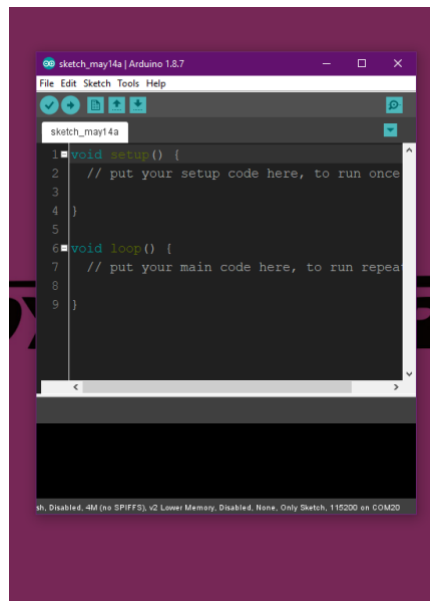 sketch_may14a | Arduino 1.8.7
File Edit Sketch Tools Help
sketch_may14a
1 void setup() {
2 // put your setup code here, to run once
3
4 }
5
6 void loop() {
7 // put your main code here, to run repea
8
9 }
sh, Disabled, 4M (no SPIFFS), v2 Lower Memory, Disabled, None, Only Sketch, 115200 on COM20